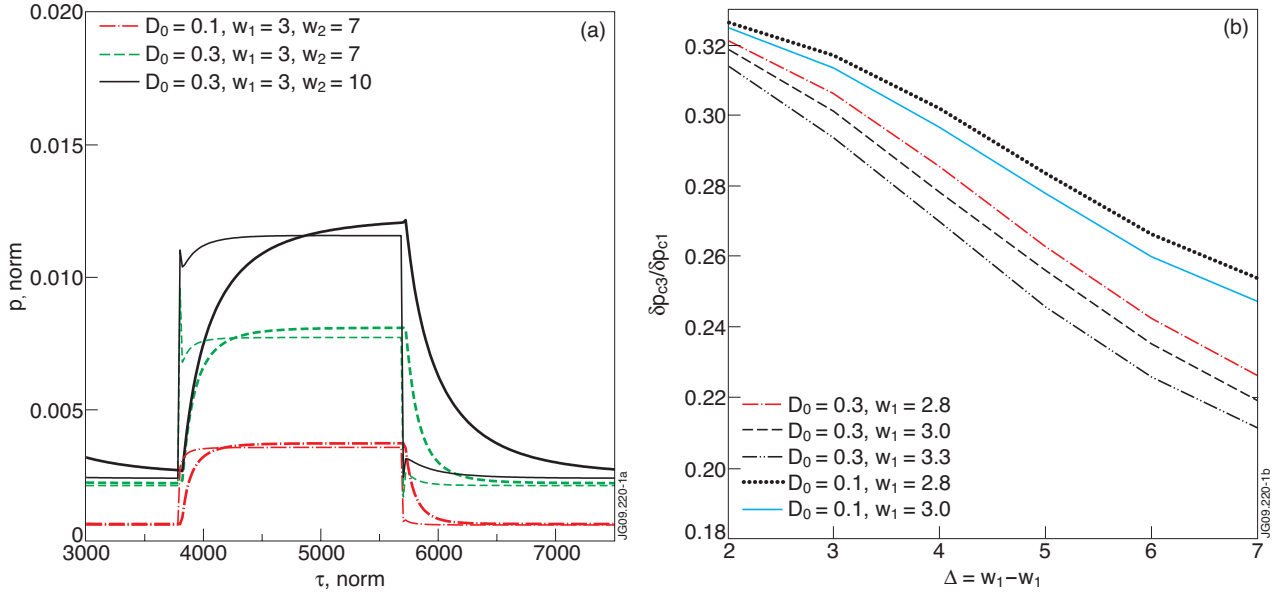 0.020
0.015
0.010
0.005
0
p, norm
3000 4000 5000 6000 7000
τ, norm
D₀ = 0.1, w₁ = 3, w₂ = 7
D₀ = 0.3, w₁ = 3, w₂ = 7
D₀ = 0.3, w₁ = 3, w₂ = 10
(a)
JG09.220-1a
0.32
0.30
0.28
0.26
0.24
0.22
0.20
0.18
δp_c3/δp_c1
2 3 4 5 6 7
Δ = w₁–w₁
D₀ = 0.3, w₁ = 2.8
D₀ = 0.3, w₁ = 3.0
D₀ = 0.3, w₁ = 3.3
D₀ = 0.1, w₁ = 2.8
D₀ = 0.1, w₁ = 3.0
(b)
JG09.220-1b